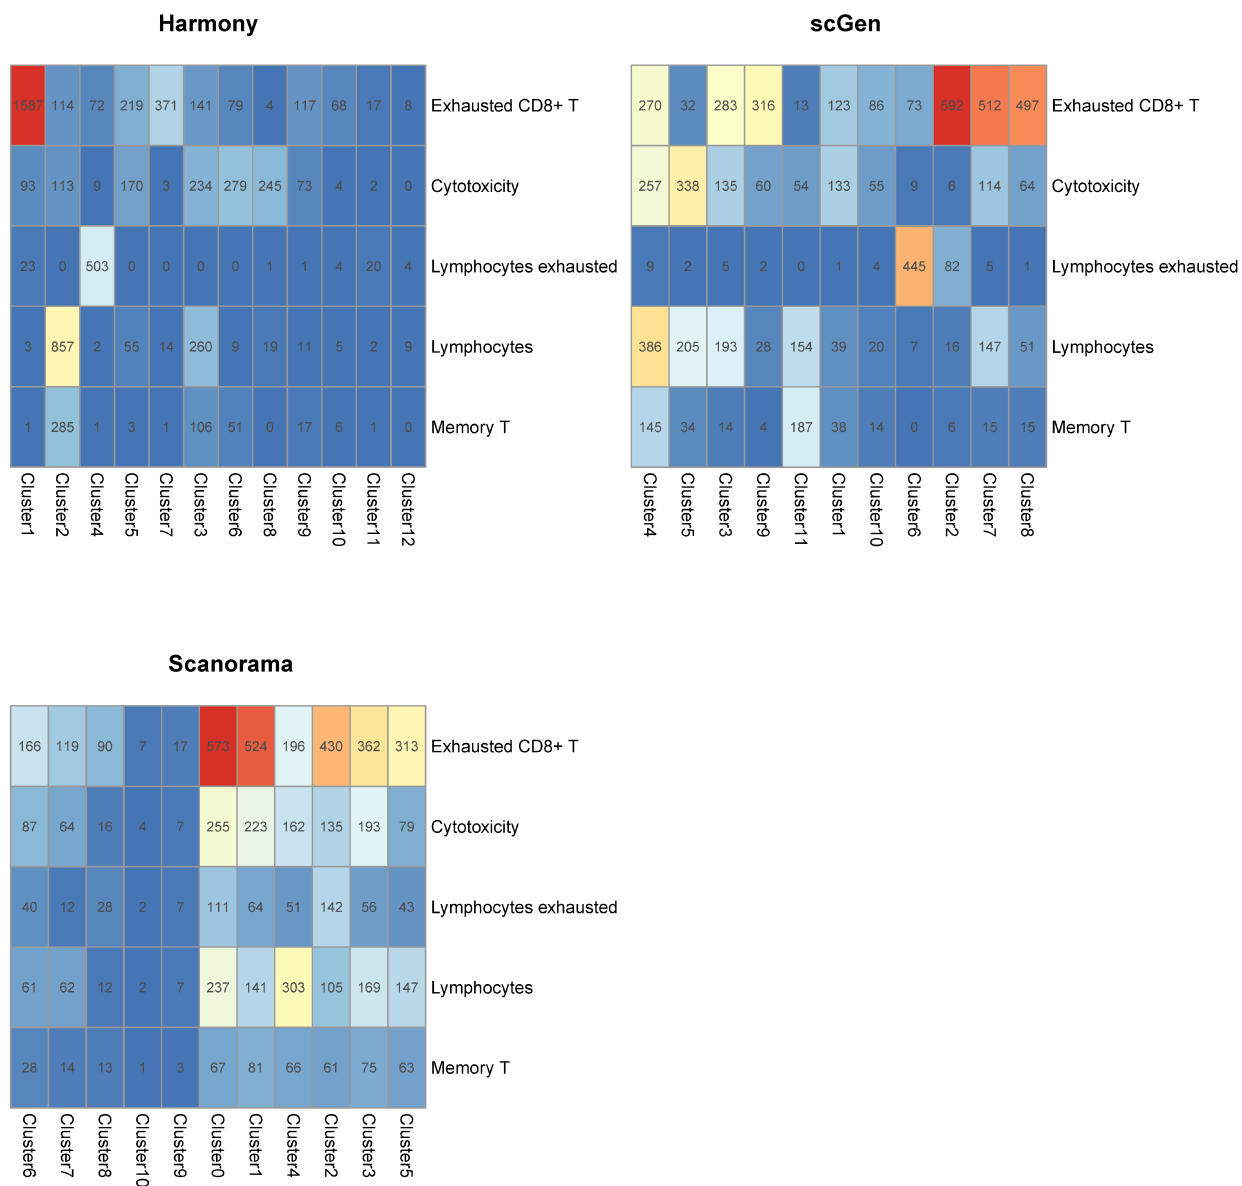 Harmony
1587 114 72 219 371 141 79 4 117 68 17 8 Exhausted CD8+ T
93 113 9 170 3 234 279 245 73 4 2 0 Cytotoxicity
23 0 503 0 0 0 0 1 1 4 20 4 Lymphocytes exhausted
3 857 2 55 14 260 9 19 11 5 2 9 Lymphocytes
1 285 1 3 1 106 51 0 17 6 1 0 Memory T
Cluster1 Cluster2 Cluster4 Cluster5 Cluster7 Cluster3 Cluster6 Cluster8 Cluster9 Cluster10 Cluster11 Cluster12
scGen
270 32 283 316 13 123 86 73 592 512 497 Exhausted CD8+ T
257 338 135 60 54 133 55 9 6 114 64 Cytotoxicity
9 2 5 2 0 1 4 445 82 5 1 Lymphocytes exhausted
386 205 193 28 154 39 20 7 16 147 51 Lymphocytes
145 34 14 4 187 38 14 0 6 15 15 Memory T
Cluster4 Cluster5 Cluster3 Cluster9 Cluster11 Cluster1 Cluster10 Cluster6 Cluster2 Cluster7 Cluster8
Scanorama
166 119 90 7 17 573 524 196 430 362 313 Exhausted CD8+ T
87 64 16 4 7 255 223 162 135 193 79 Cytotoxicity
40 12 28 2 7 111 64 51 142 56 43 Lymphocytes exhausted
61 62 12 2 7 237 141 303 105 169 147 Lymphocytes
28 14 13 1 3 67 81 66 61 75 63 Memory T
Cluster6 Cluster7 Cluster8 Cluster10 Cluster9 Cluster0 Cluster1 Cluster4 Cluster2 Cluster3 Cluster5